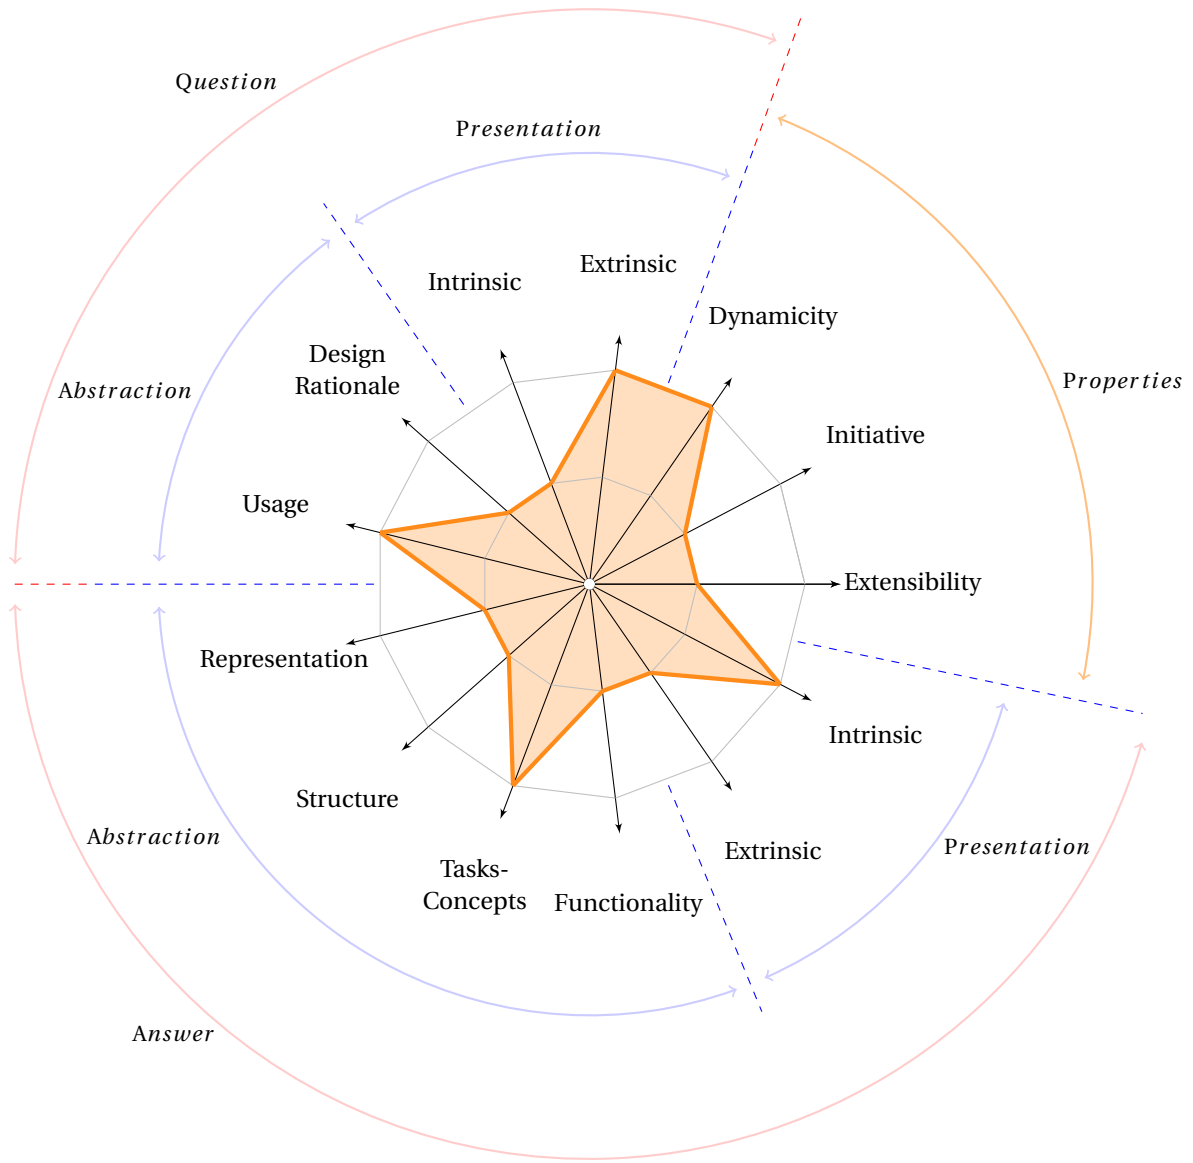 Question
Presentation
Extrinsic
Intrinsic
Dynamicity
Design
Rationale
Properties
Abstraction
Initiative
Usage
Extensibility
Representation
Intrinsic
Structure
Abstraction
Presentation
Extrinsic
Tasks-
Concepts
Functionality
Answer